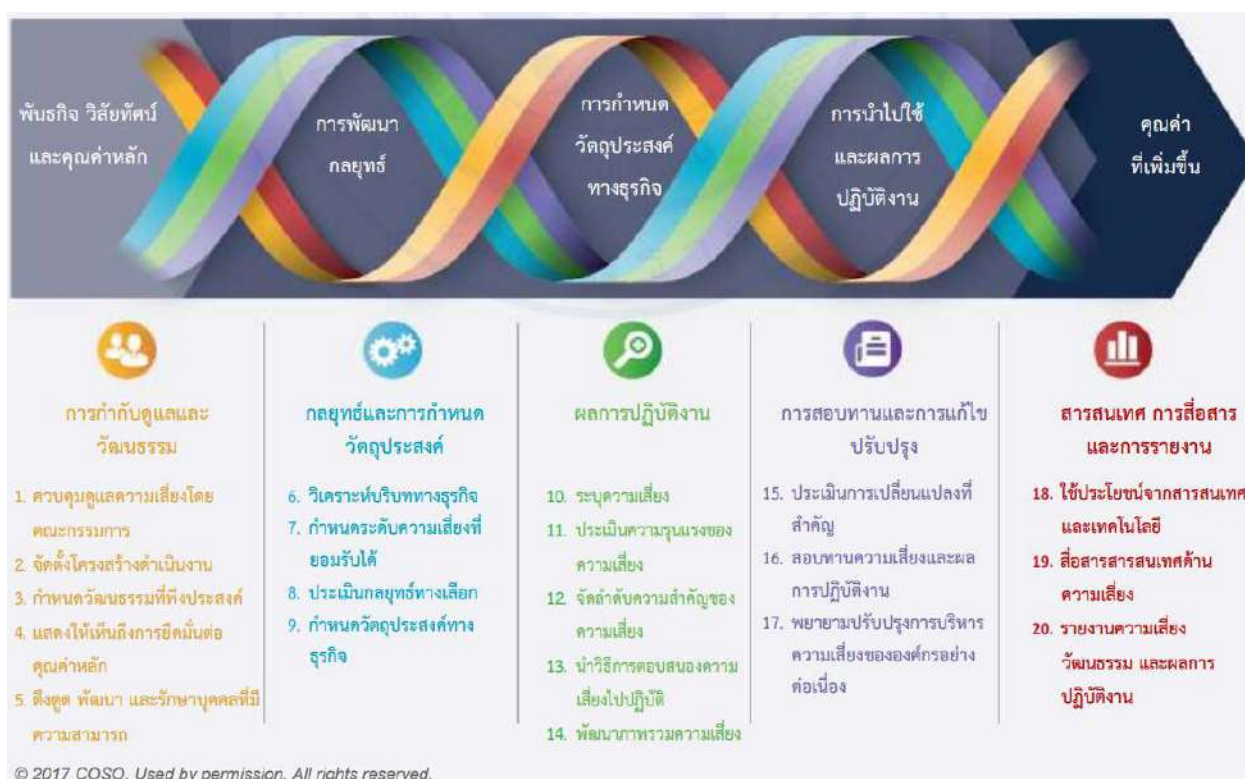 พันธกิจ วิสัยทัศน์
และคุณค่าหลัก
การพัฒนา
กลยุทธ์
การกำหนด
วัตถุประสงค์
ทางธุรกิจ
การนำไปใช้
และผลการ
ปฏิบัติงาน
คุณค่า
ที่เพิ่มขึ้น
การกำกับดูแลและ
วัฒนธรรม
1. ควบคุมดูแลความเสี่ยงโดย
คณะกรรมการ
2. จัดตั้งโครงสร้างดำเนินงาน
3. กำหนดวัฒนธรรมที่พึงประสงค์
4. แสดงให้เห็นถึงการยึดมั่นต่อ
คุณค่าหลัก
5. ดึงดูด พัฒนา และรักษาบุคคลที่มี
ความสามารถ
กลยุทธ์และการกำหนด
วัตถุประสงค์
6. วิเคราะห์บริบททางธุรกิจ
7. กำหนดระดับความเสี่ยงที่
ยอมรับได้
8. ประเมินกลยุทธ์ทางเลือก
9. กำหนดวัตถุประสงค์ทาง
ธุรกิจ
ผลการปฏิบัติงาน
10. ระบุความเสี่ยง
11. ประเมินความรุนแรงของ
ความเสี่ยง
12. จัดลำดับความสำคัญของ
ความเสี่ยง
13. นำวิธีการตอบสนองความ
เสี่ยงไปปฏิบัติ
14. พัฒนาภาพรวมความเสี่ยง
การสอบทานและการแก้ไข
ปรับปรุง
15. ประเมินการเปลี่ยนแปลงที่
สำคัญ
16. สอบทานความเสี่ยงและผล
การปฏิบัติงาน
17. พยายามปรับปรุงการบริหาร
ความเสี่ยงขององค์กรอย่าง
ต่อเนื่อง
สารสนเทศ การสื่อสาร
และการรายงาน
18. ใช้ประโยชน์จากสารสนเทศ
และเทคโนโลยี
19. สื่อสารสารสนเทศด้าน
ความเสี่ยง
20. รายงานความเสี่ยง
วัฒนธรรม และผลการ
ปฏิบัติงาน
© 2017 COSO. Used by permission. All rights reserved.